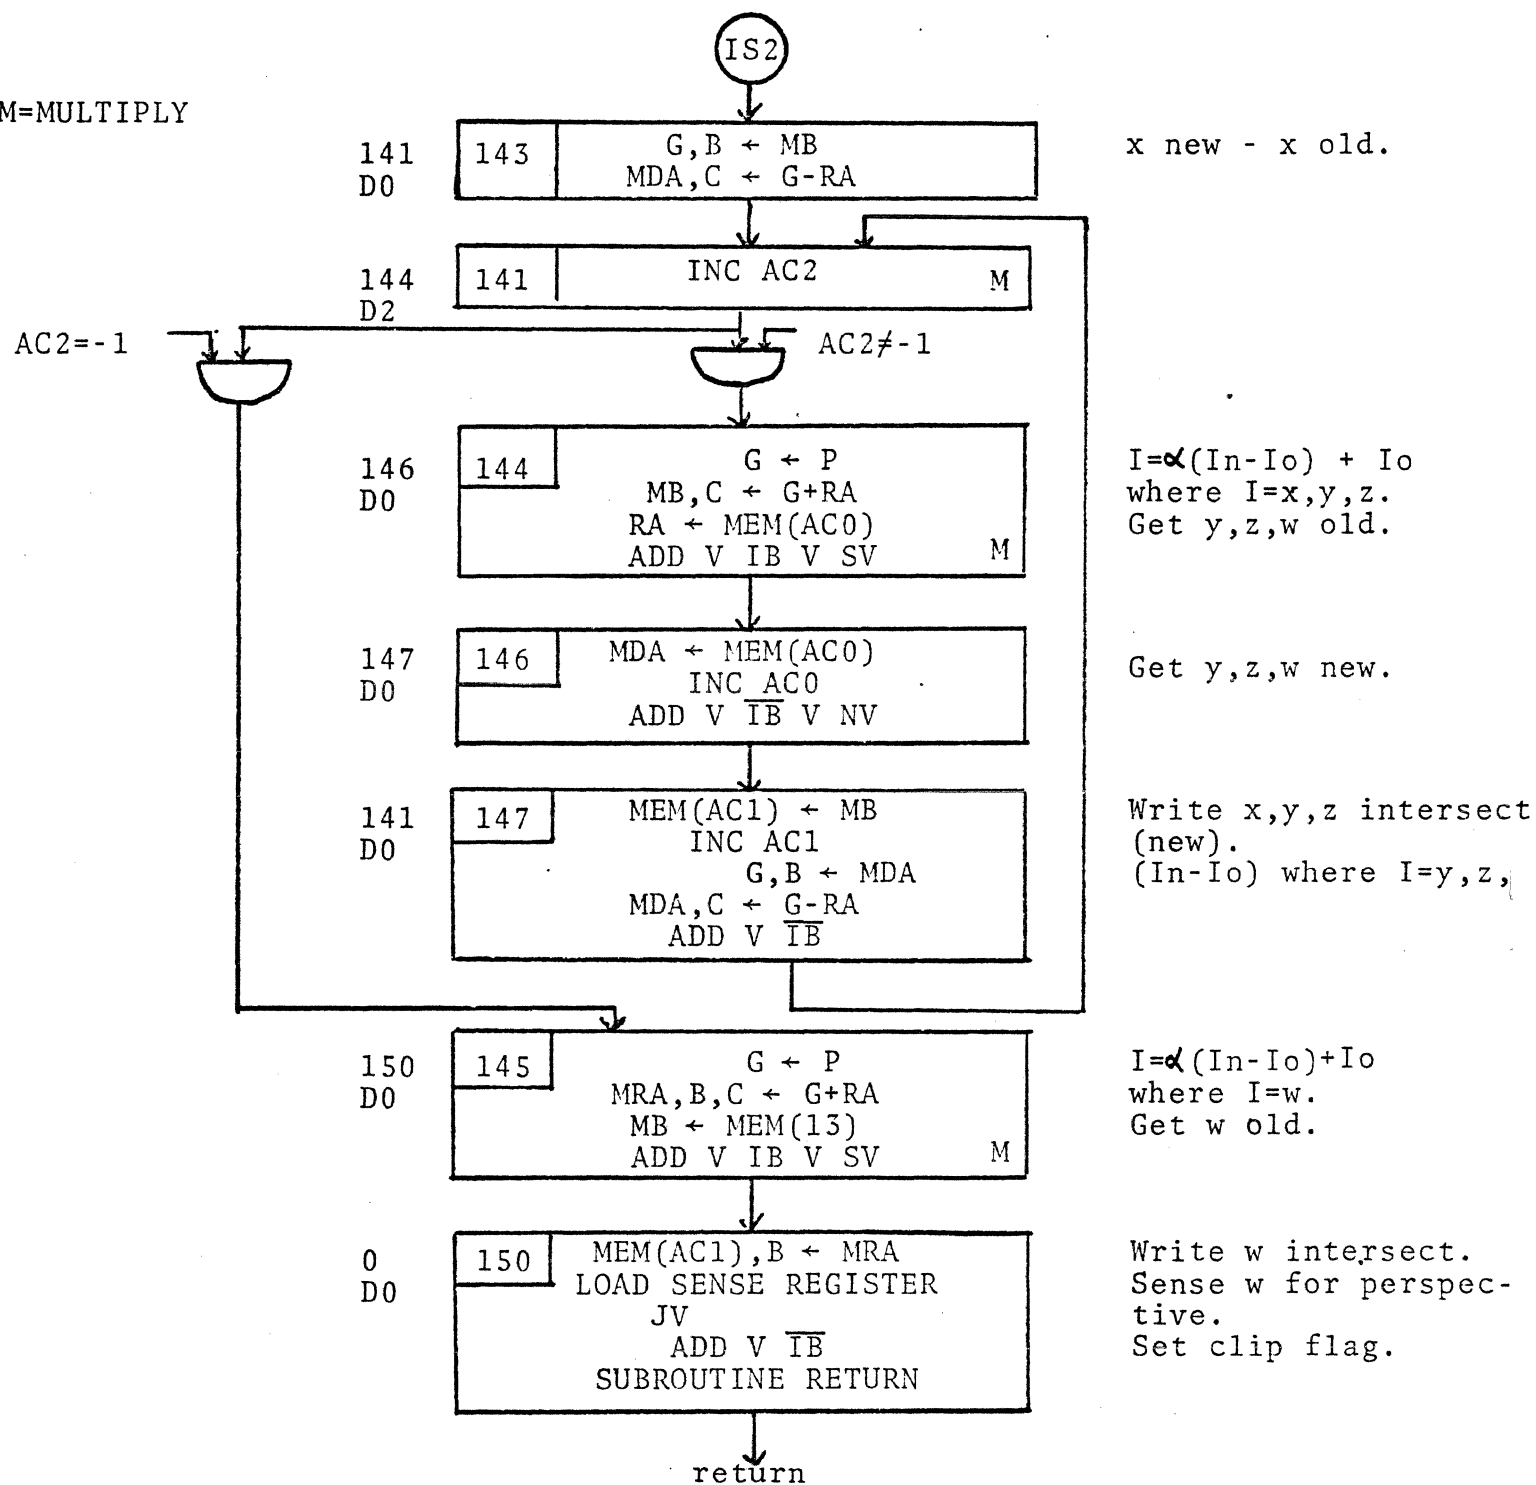 IS2
M=MULTIPLY
141
D0
143
G,B ← MB
MDA,C ← G-RA
x new - x old.
144
D2
141
INC AC2
M
AC2=-1
AC2≠-1
146
D0
144
G ← P
MB,C ← G+RA
RA ← MEM(AC0)
ADD V IB V SV
M
I=α(In-Io) + Io
where I=x,y,z.
Get y,z,w old.
147
D0
146
MDA ← MEM(AC0)
INC AC0
ADD V I̅B̅ V NV
Get y,z,w new.
141
D0
147
MEM(AC1) ← MB
INC AC1
G,B ← MDA
MDA,C ← G-RA
ADD V I̅B̅
Write x,y,z intersect
(new).
(In-Io) where I=y,z,
150
D0
145
G ← P
MRA,B,C ← G+RA
MB ← MEM(13)
ADD V IB V SV
M
I=α(In-Io)+Io
where I=w.
Get w old.
0
D0
150
MEM(AC1),B ← MRA
LOAD SENSE REGISTER
JV
ADD V I̅B̅
SUBROUTINE RETURN
Write w intersect.
Sense w for perspec-
tive.
Set clip flag.
return